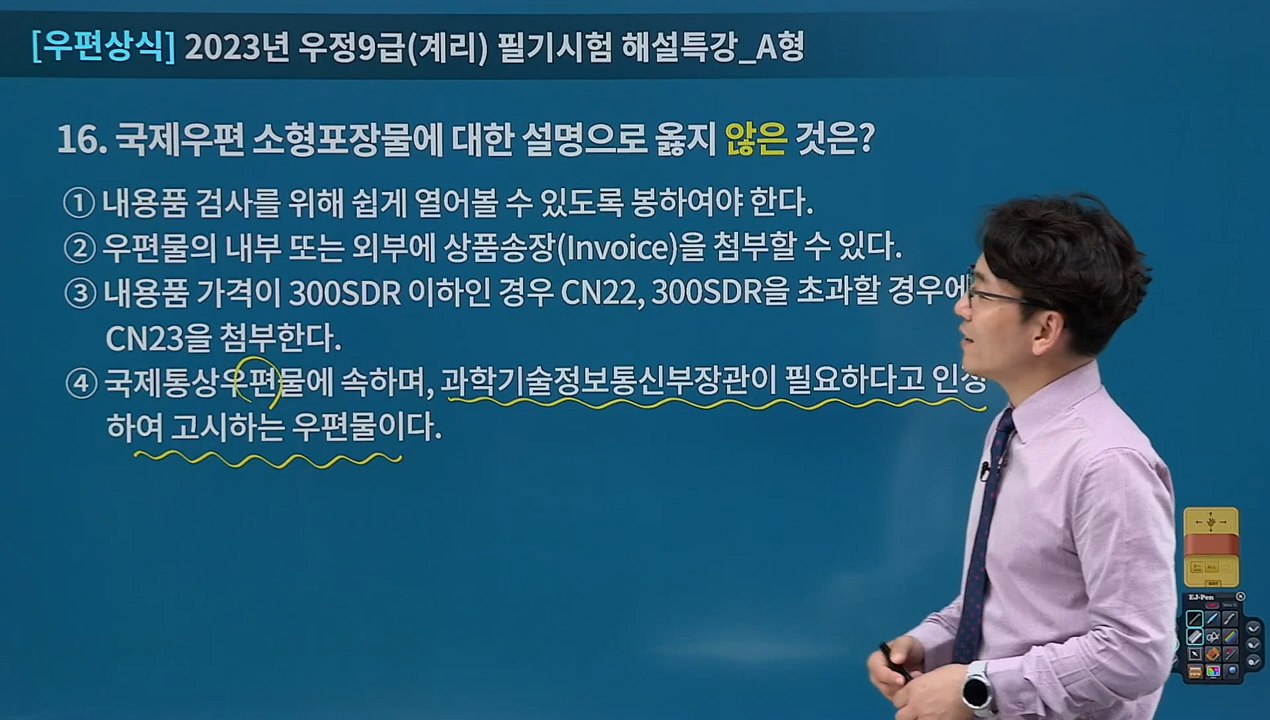 [우편상식] 2023년 우정9급(계리) 필기시험 해설특강_A형
16. 국제우편 소형포장물에 대한 설명으로 옳지 않은 것은?
① 내용품 검사를 위해 쉽게 열어볼 수 있도록 봉하여야 한다.
② 우편물의 내부 또는 외부에 상품송장(Invoice)을 첨부할 수 있다.
③ 내용품 가격이 300SDR 이하인 경우 CN22, 300SDR을 초과할 경우에
CN23을 첨부한다.
④ 국제통상우편물에 속하며, 과학기술정보통신부장관이 필요하다고 인정
하여 고시하는 우편물이다.
ALL
EJ-Pen